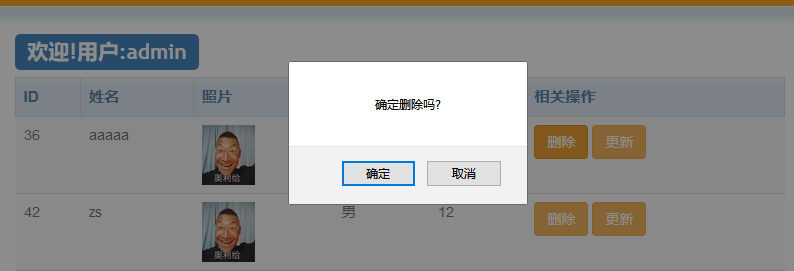 欢迎!用户:admin
ID 姓名 照片 相关操作
确定删除吗?
36 aaaaa 删除 更新
奥利给
确定 取消
42 zs 男 12 删除 更新
奥利给